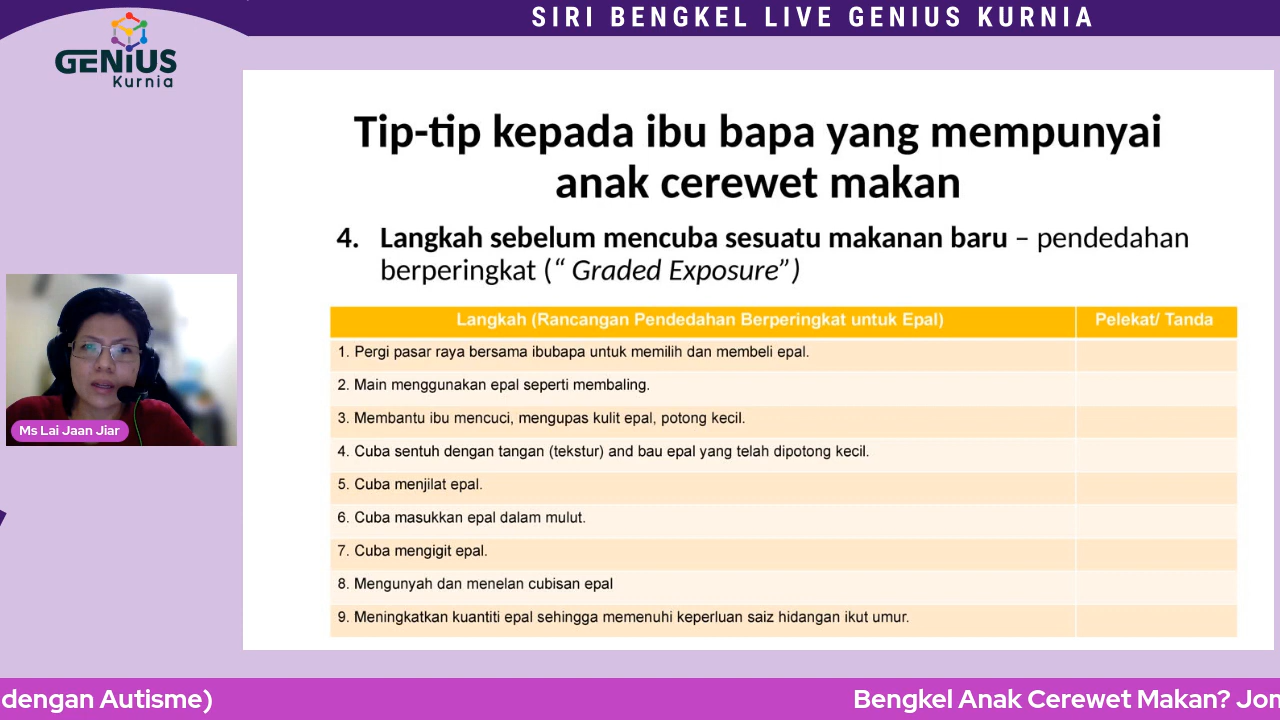 SIRI BENGKEL LIVE GENIUS KURNIA
GENIUS
Kurnia
Tip-tip kepada ibu bapa yang mempunyai
anak cerewet makan
4. Langkah sebelum mencuba sesuatu makanan baru – pendedahan
berperingkat (“ Graded Exposure”)
Langkah (Rancangan Pendedahan Berperingkat untuk Epal) Pelekat/ Tanda
1. Pergi pasar raya bersama ibubapa untuk memilih dan membeli epal.
2. Main menggunakan epal seperti membaling.
3. Membantu ibu mencuci, mengupas kulit epal, potong kecil.
4. Cuba sentuh dengan tangan (tekstur) and bau epal yang telah dipotong kecil.
5. Cuba menjilat epal.
6. Cuba masukkan epal dalam mulut.
7. Cuba mengigit epal.
8. Mengunyah dan menelan cubisan epal
9. Meningkatkan kuantiti epal sehingga memenuhi keperluan saiz hidangan ikut umur.
Ms Lai Jaan Jiar
dengan Autisme) Bengkel Anak Cerewet Makan? Jom